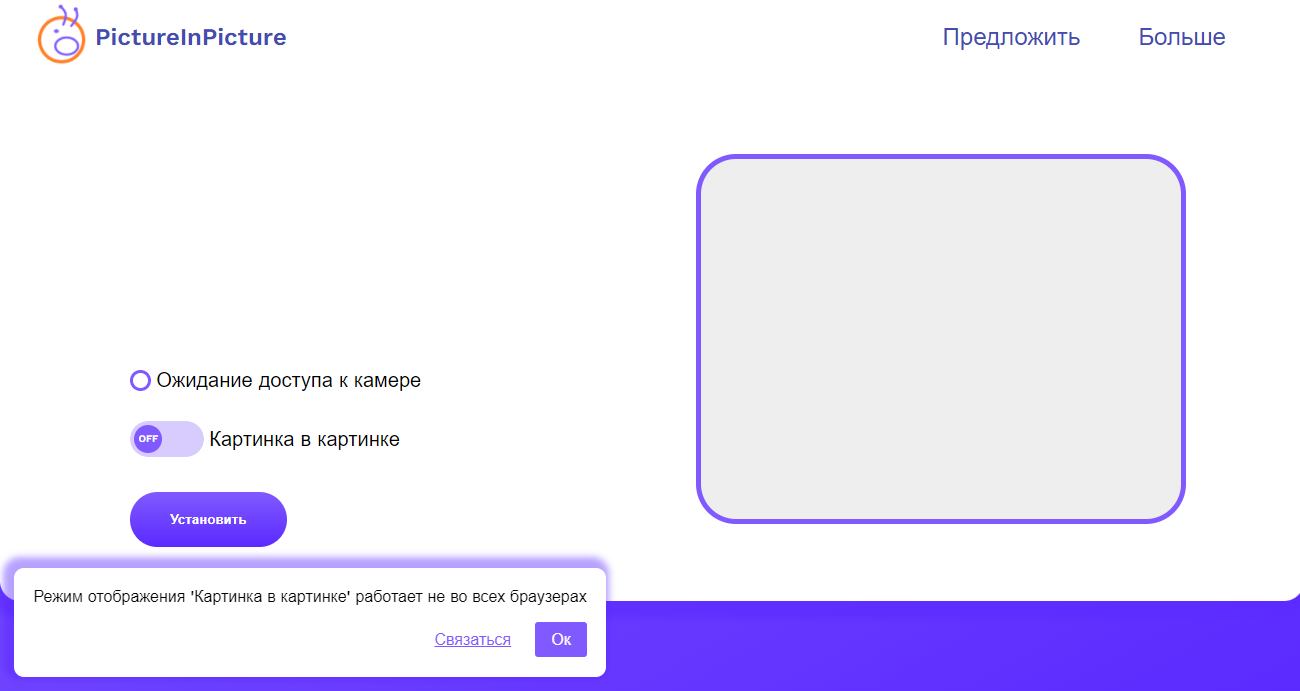 PictureInPicture
Предложить
Больше
Ожидание доступа к камере
OFF
Картинка в картинке
Установить
Режим отображения 'Картинка в картинке' работает не во всех браузерах
Связаться
Ок